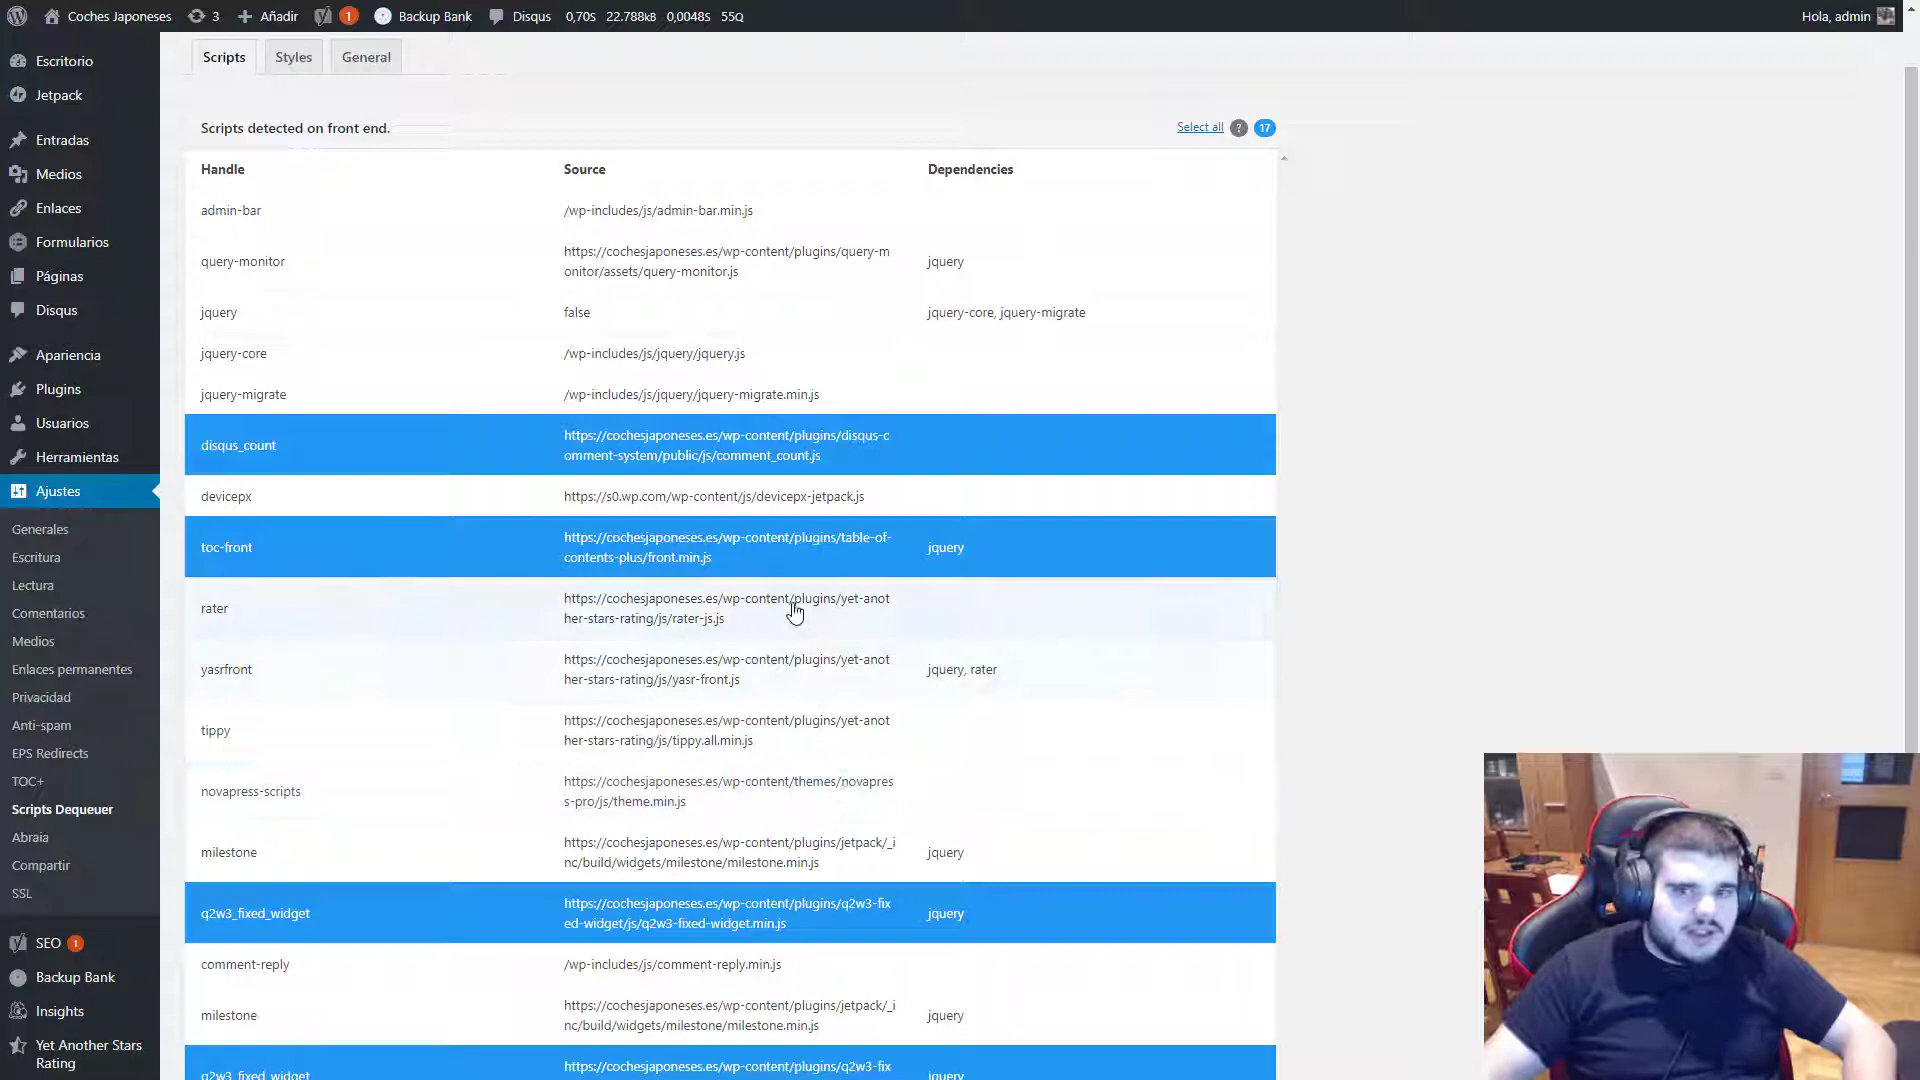 Coches Japoneses 3 Añadir 1 Backup Bank Disqus 0,70S 22.788kB 0,0048S 55Q Hola, admin
Escritorio
Jetpack
Entradas
Medios
Enlaces
Formularios
Páginas
Disqus
Apariencia
Plugins
Usuarios
Herramientas
Ajustes
Generales
Escritura
Lectura
Comentarios
Medios
Enlaces permanentes
Privacidad
Anti-spam
EPS Redirects
TOC+
Scripts Dequeuer
Abraia
Compartir
SSL
SEO 1
Backup Bank
Insights
Yet Another Stars
Rating
Scripts Styles General
Scripts detected on front end. Select all ? 17
Handle Source Dependencies
admin-bar /wp-includes/js/admin-bar.min.js
query-monitor https://cochesjaponeses.es/wp-content/plugins/query-m
onitor/assets/query-monitor.js jquery
jquery false jquery-core, jquery-migrate
jquery-core /wp-includes/js/jquery/jquery.js
jquery-migrate /wp-includes/js/jquery/jquery-migrate.min.js
disqus_count https://cochesjaponeses.es/wp-content/plugins/disqus-c
omment-system/public/js/comment_count.js
devicepx https://s0.wp.com/wp-content/js/devicepx-jetpack.js
toc-front https://cochesjaponeses.es/wp-content/plugins/table-of-
contents-plus/front.min.js jquery
rater https://cochesjaponeses.es/wp-content/plugins/yet-anot
her-stars-rating/js/rater-js.js
yasrfront https://cochesjaponeses.es/wp-content/plugins/yet-anot
her-stars-rating/js/yasr-front.js jquery, rater
tippy https://cochesjaponeses.es/wp-content/plugins/yet-anot
her-stars-rating/js/tippy.all.min.js
novapress-scripts https://cochesjaponeses.es/wp-content/themes/novapres
s-pro/js/theme.min.js
milestone https://cochesjaponeses.es/wp-content/plugins/jetpack/_i
nc/build/widgets/milestone/milestone.min.js jquery
q2w3_fixed_widget https://cochesjaponeses.es/wp-content/plugins/q2w3-fix
ed-widget/js/q2w3-fixed-widget.min.js jquery
comment-reply /wp-includes/js/comment-reply.min.js
milestone https://cochesjaponeses.es/wp-content/plugins/jetpack/_i
nc/build/widgets/milestone/milestone.min.js jquery
q2w3_fixed_widget https://cochesjaponeses.es/wp-content/plugins/q2w3-fix
jquery